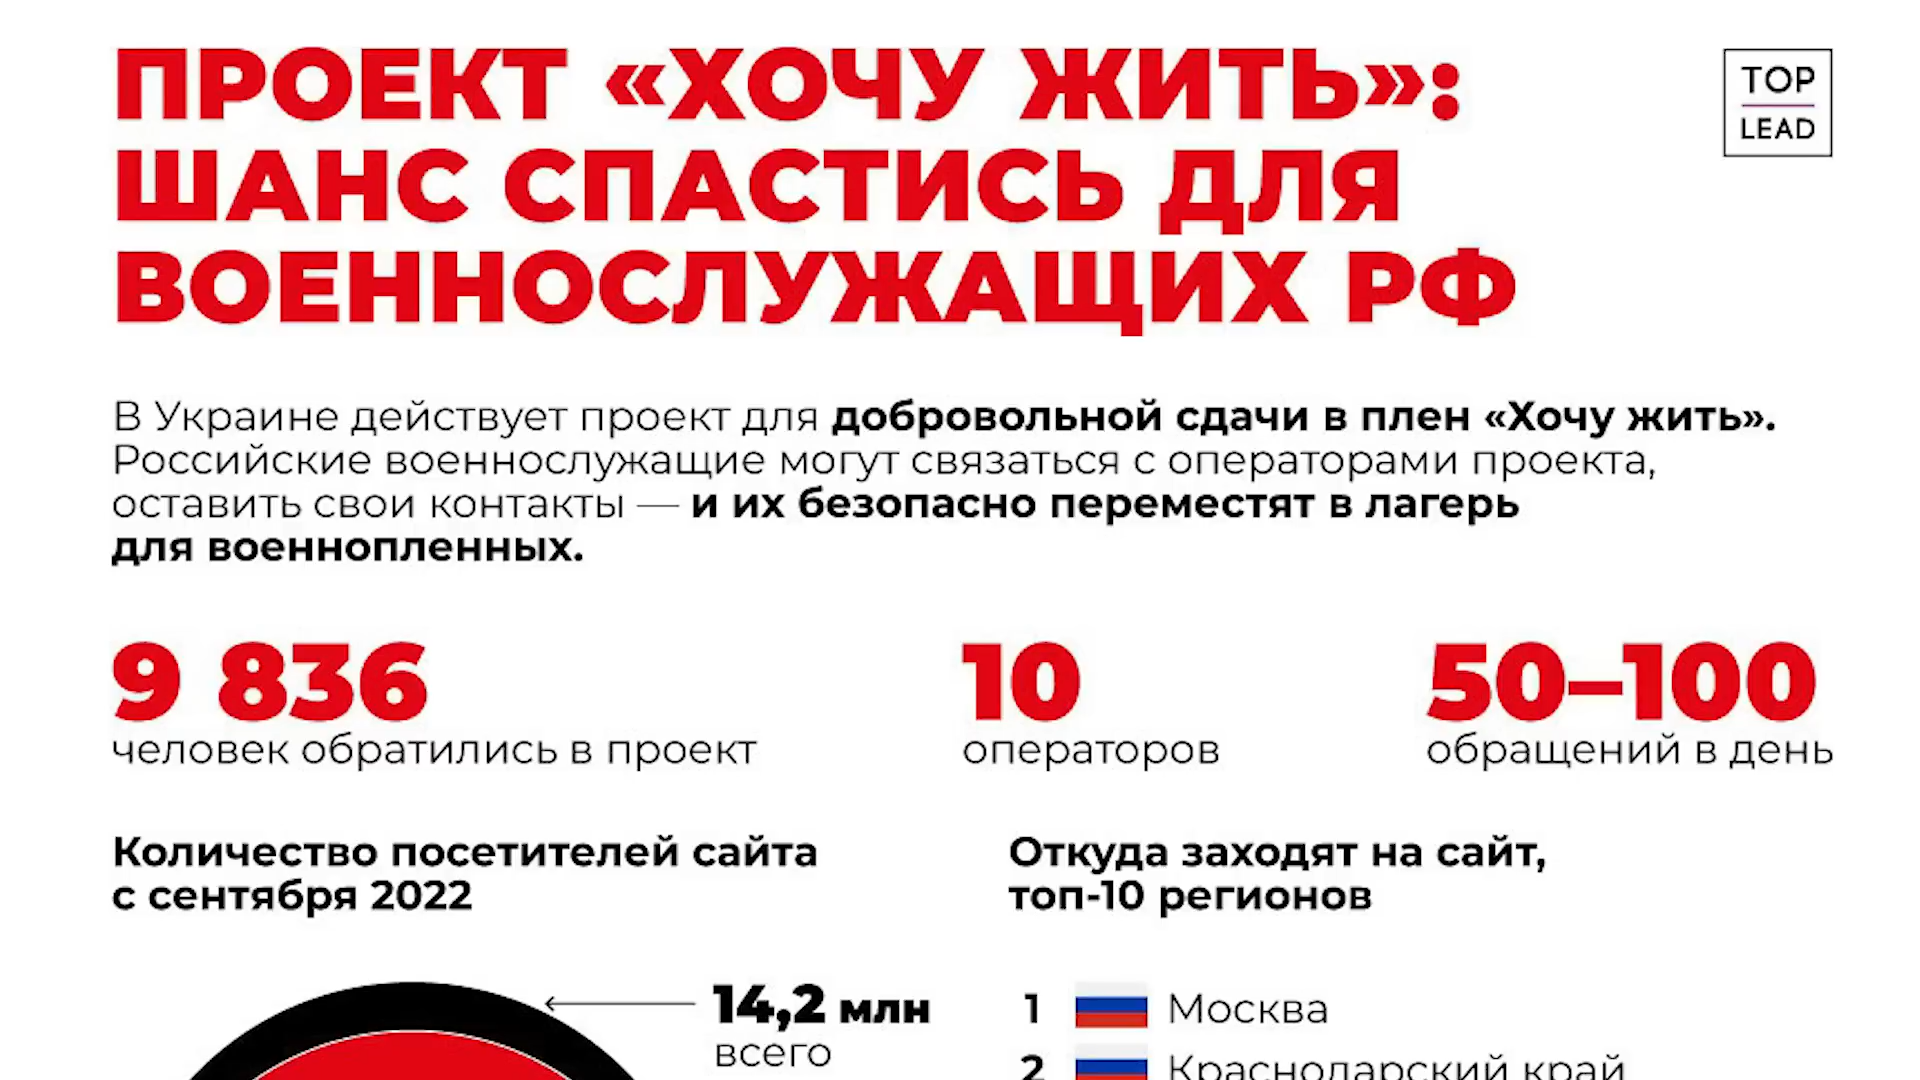 ПРОЕКТ «ХОЧУ ЖИТЬ»:
ШАНС СПАСТИСЬ ДЛЯ
ВОЕННОСЛУЖАЩИХ РФ
TOP
LEAD
В Украине действует проект для добровольной сдачи в плен «Хочу жить».
Российские военнослужащие могут связаться с операторами проекта,
оставить свои контакты — и их безопасно переместят в лагерь
для военнопленных.
9 836
человек обратились в проект
10
операторов
50–100
обращений в день
Количество посетителей сайта
с сентября 2022
14,2 млн
всего
Откуда заходят на сайт,
топ-10 регионов
1 Москва
2 Краснодарский край